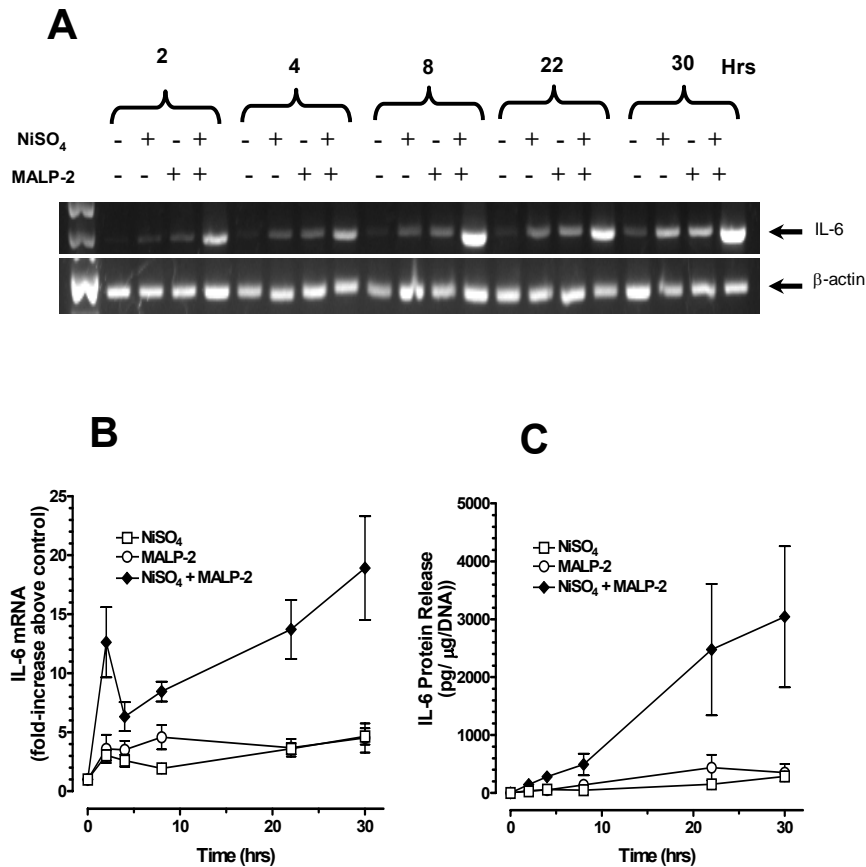 A
2 4 8 22 30 Hrs
NiSO4 - + - + - + - + - + - + - + - + - + - +
MALP-2 - - + + - - + + - - + + - - + + - - + +
IL-6
β-actin
B
25
20
15
10
5
0
0 10 20 30
Time (hrs)
IL-6 mRNA
(fold-increase above control)
NiSO4
MALP-2
NiSO4 + MALP-2
C
5000
4000
3000
2000
1000
0
0 10 20 30
Time (hrs)
IL-6 Protein Release
(pg/ μg/DNA))
NiSO4
MALP-2
NiSO4 + MALP-2